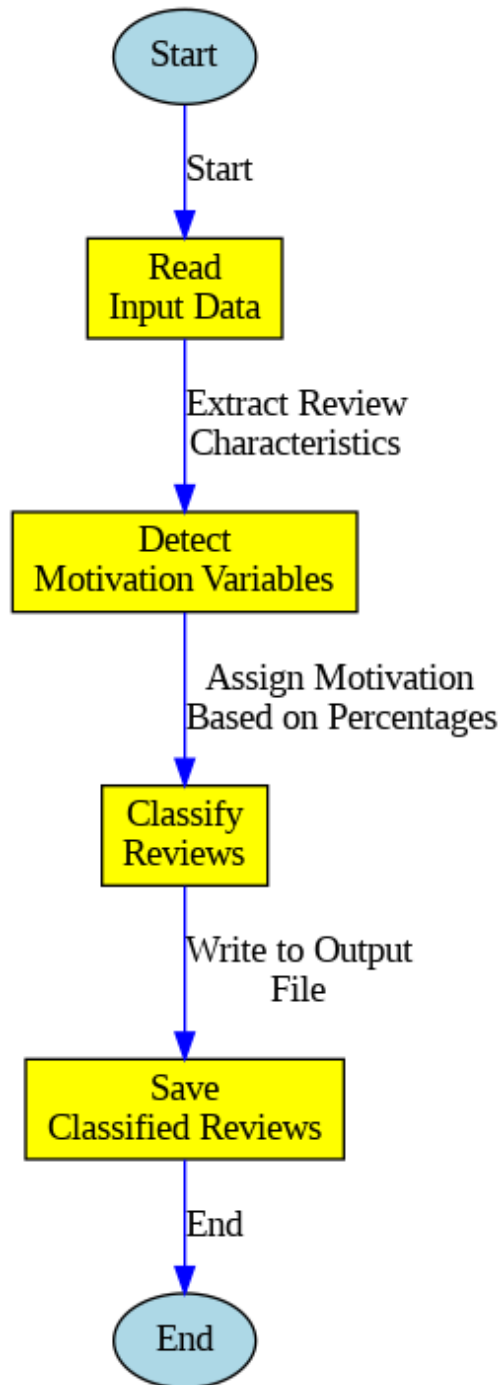 Start
Start
Read
Input Data
Extract Review
Characteristics
Detect
Motivation Variables
Assign Motivation
Based on Percentages
Classify
Reviews
Write to Output
File
Save
Classified Reviews
End
End